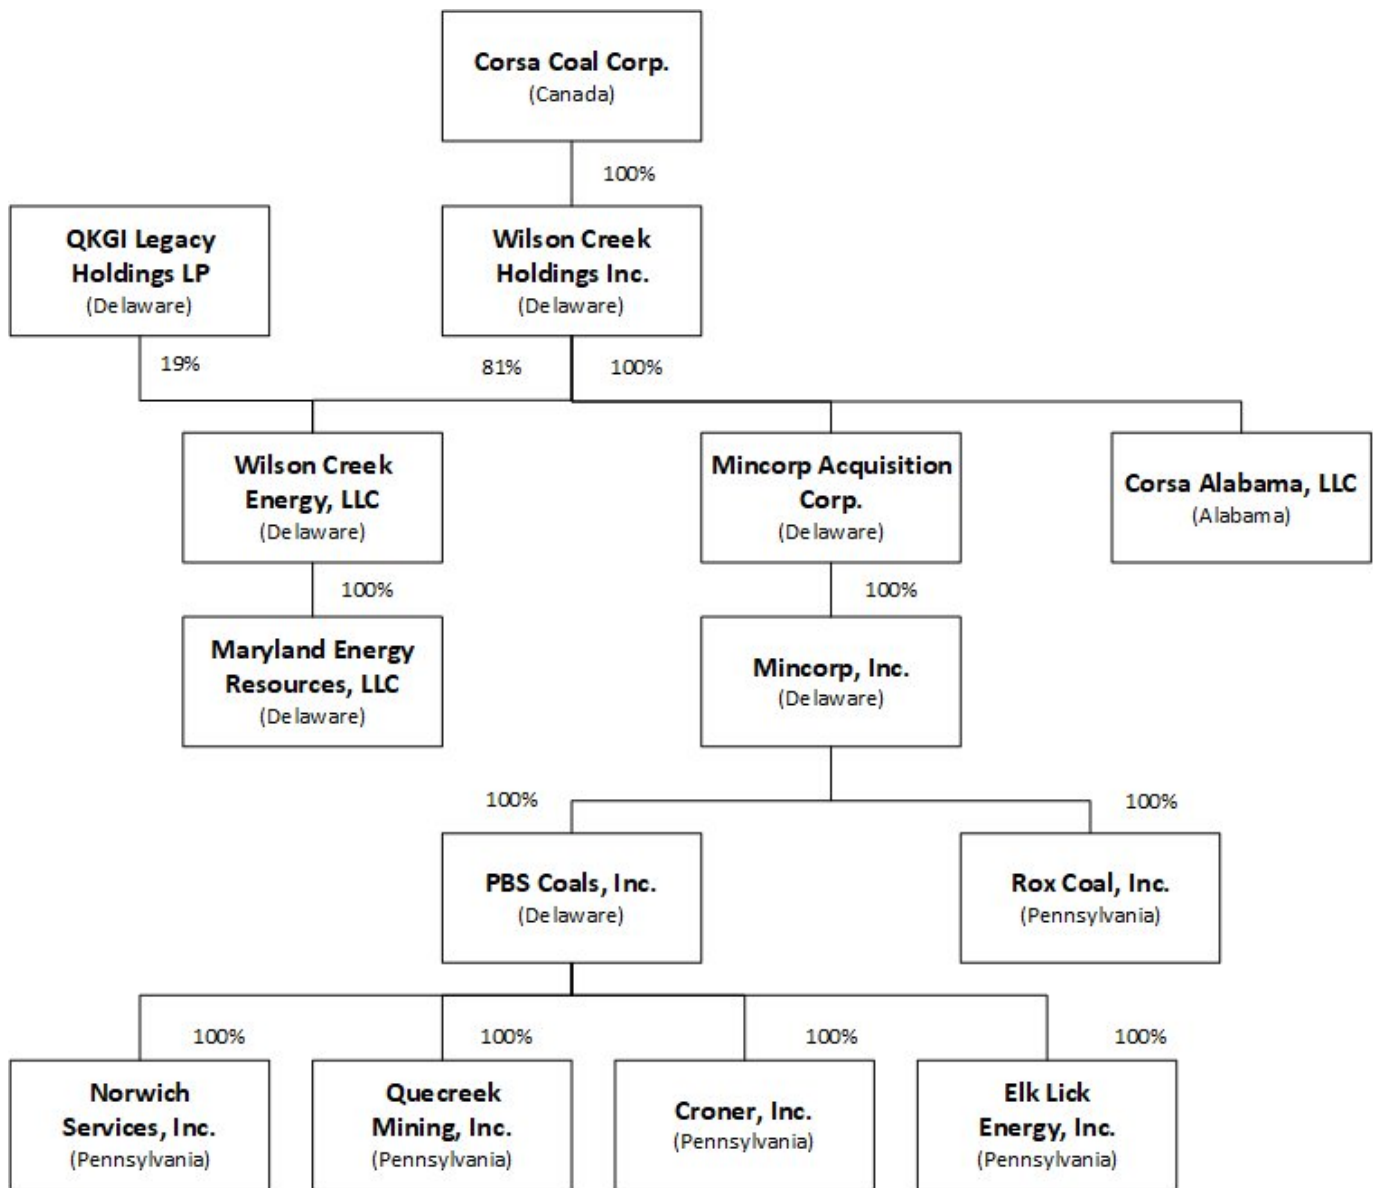 Corsa Coal Corp.
(Canada)
100%
QKGI Legacy
Holdings LP
(Delaware)
Wilson Creek
Holdings Inc.
(Delaware)
19%
81%
100%
Wilson Creek
Energy, LLC
(Delaware)
Mincorp Acquisition
Corp.
(Delaware)
Corsa Alabama, LLC
(Alabama)
100%
100%
Maryland Energy
Resources, LLC
(Delaware)
Mincorp, Inc.
(Delaware)
100%
100%
PBS Coals, Inc.
(Delaware)
Rox Coal, Inc.
(Pennsylvania)
100%
100%
100%
100%
Norwich
Services, Inc.
(Pennsylvania)
Quecreek
Mining, Inc.
(Pennsylvania)
Croner, Inc.
(Pennsylvania)
Elk Lick
Energy, Inc.
(Pennsylvania)